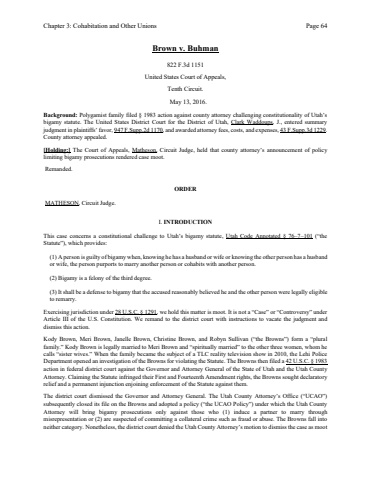 Chapter 3: Cohabitation and Other Unions Page 64
Brown v. Buhman
822 F.3d 1151
United States Court of Appeals,
Tenth Circuit.
May 13, 2016.
Background: Polygamist family filed § 1983 action against county attorney challenging constitutionality of Utah's
bigamy statute. The United States District Court for the District of Utah, Clark Waddoups, J., entered summary
judgment in plaintiffs' favor, 947 F.Supp.2d 1170, and awarded attorney fees, costs, and expenses, 43 F.Supp.3d 1229.
County attorney appealed.
[Holding:] The Court of Appeals, Matheson, Circuit Judge, held that county attorney's announcement of policy
limiting bigamy prosecutions rendered case moot.
Remanded.
ORDER
MATHESON, Circuit Judge.
I. INTRODUCTION
This case concerns a constitutional challenge to Utah's bigamy statute, Utah Code Annotated § 76–7–101 ("the
Statute"), which provides:
(1) A person is guilty of bigamy when, knowing he has a husband or wife or knowing the other person has a husband
or wife, the person purports to marry another person or cohabits with another person.
(2) Bigamy is a felony of the third degree.
(3) It shall be a defense to bigamy that the accused reasonably believed he and the other person were legally eligible
to remarry.
Exercising jurisdiction under 28 U.S.C. § 1291, we hold this matter is moot. It is not a "Case" or "Controversy" under
Article III of the U.S. Constitution. We remand to the district court with instructions to vacate the judgment and
dismiss this action.
Kody Brown, Meri Brown, Janelle Brown, Christine Brown, and Robyn Sullivan ("the Browns") form a "plural
family." Kody Brown is legally married to Meri Brown and "spiritually married" to the other three women, whom he
calls "sister wives." When the family became the subject of a TLC reality television show in 2010, the Lehi Police
Department opened an investigation of the Browns for violating the Statute. The Browns then filed a 42 U.S.C. § 1983
action in federal district court against the Governor and Attorney General of the State of Utah and the Utah County
Attorney. Claiming the Statute infringed their First and Fourteenth Amendment rights, the Browns sought declaratory
relief and a permanent injunction enjoining enforcement of the Statute against them.
The district court dismissed the Governor and Attorney General. The Utah County Attorney's Office ("UCAO")
subsequently closed its file on the Browns and adopted a policy ("the UCAO Policy") under which the Utah County
Attorney will bring bigamy prosecutions only against those who (1) induce a partner to marry through
misrepresentation or (2) are suspected of committing a collateral crime such as fraud or abuse. The Browns fall into
neither category. Nonetheless, the district court denied the Utah County Attorney's motion to dismiss the case as moot